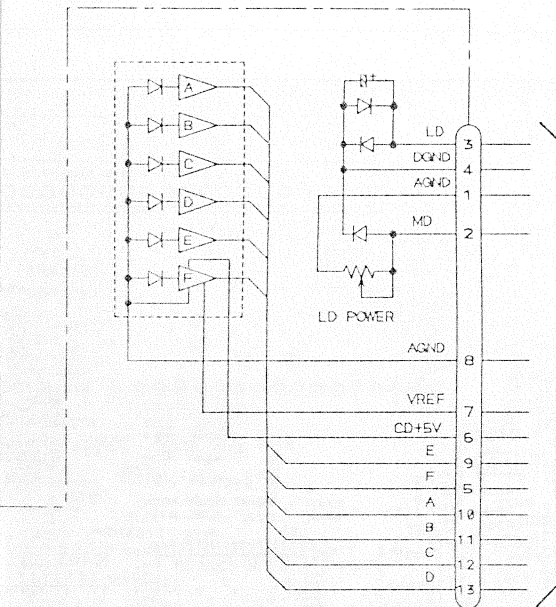 A
B
C
D
E
F
+
LD 3
DGND 4
AGND 1
MD 2
LD POWER
AGND 8
VREF 7
CD+5V 6
E 9
F 5
A 10
B 11
C 12
D 13